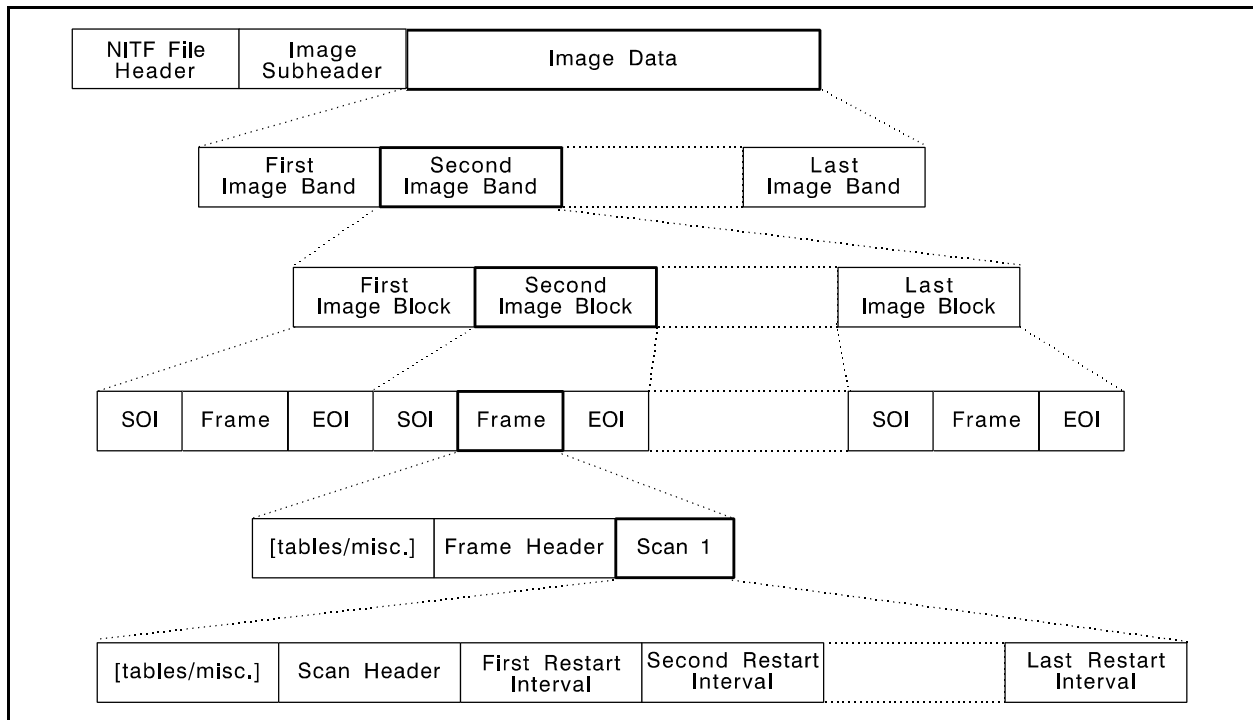 NITF File
Header
Image
Subheader
Image Data
First
Image Band
Second
Image Band
Last
Image Band
First
Image Block
Second
Image Block
Last
Image Block
SOI
Frame
EOI
SOI
Frame
EOI
SOI
Frame
EOI
[tables/misc.]
Frame Header
Scan 1
[tables/misc.]
Scan Header
First Restart
Interval
Second Restart
Interval
Last Restart
Interval